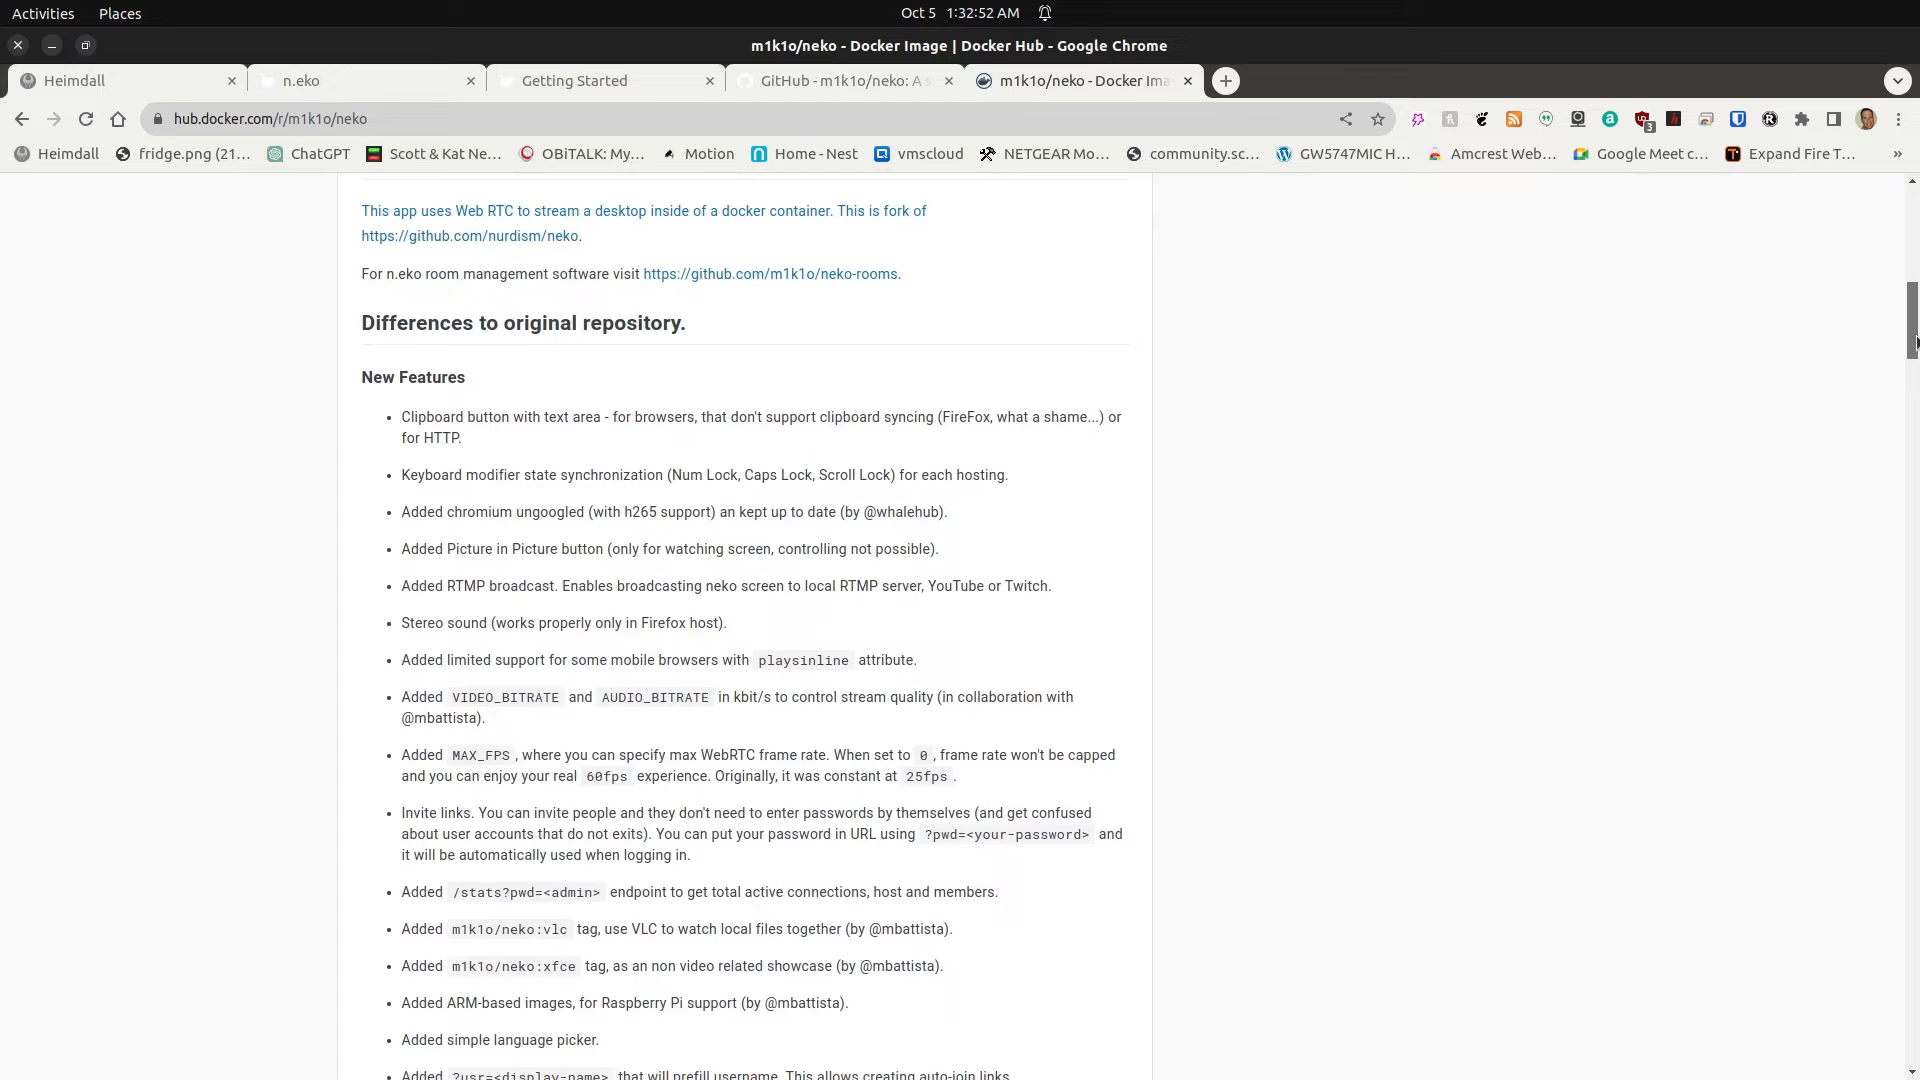 Activities Places Oct 5 1:32:52 AM
m1k1o/neko - Docker Image | Docker Hub - Google Chrome
Heimdall n.eko Getting Started GitHub - m1k1o/neko: A s m1k1o/neko - Docker Ima
hub.docker.com/r/m1k1o/neko 3
Heimdall fridge.png (21... ChatGPT Scott & Kat Ne... OBiTALK: My,... Motion Home - Nest vmscloud NETGEAR Mo... community.sc... GW5747MIC H... Amcrest Web... Google Meet c... Expand Fire T... »
This app uses Web RTC to stream a desktop inside of a docker container. This is fork of
https://github.com/nurdism/neko.
For n.eko room management software visit https://github.com/m1k1o/neko-rooms.
Differences to original repository.
New Features
• Clipboard button with text area - for browsers, that don't support clipboard syncing (FireFox, what a shame...) or
for HTTP.
• Keyboard modifier state synchronization (Num Lock, Caps Lock, Scroll Lock) for each hosting.
• Added chromium ungoogled (with h265 support) an kept up to date (by @whalehub).
• Added Picture in Picture button (only for watching screen, controlling not possible).
• Added RTMP broadcast. Enables broadcasting neko screen to local RTMP server, YouTube or Twitch.
• Stereo sound (works properly only in Firefox host).
• Added limited support for some mobile browsers with playsinline attribute.
• Added VIDEO_BITRATE and AUDIO_BITRATE in kbit/s to control stream quality (in collaboration with
@mbattista).
• Added MAX_FPS, where you can specify max WebRTC frame rate. When set to 0, frame rate won't be capped
and you can enjoy your real 60fps experience. Originally, it was constant at 25fps.
• Invite links. You can invite people and they don't need to enter passwords by themselves (and get confused
about user accounts that do not exits). You can put your password in URL using ?pwd=<your-password> and
it will be automatically used when logging in.
• Added /stats?pwd=<admin> endpoint to get total active connections, host and members.
• Added m1k1o/neko:vlc tag, use VLC to watch local files together (by @mbattista).
• Added m1k1o/neko:xfce tag, as an non video related showcase (by @mbattista).
• Added ARM-based images, for Raspberry Pi support (by @mbattista).
• Added simple language picker.
• Added ?usr=<display-name> that will prefill username. This allows creating auto-join links.